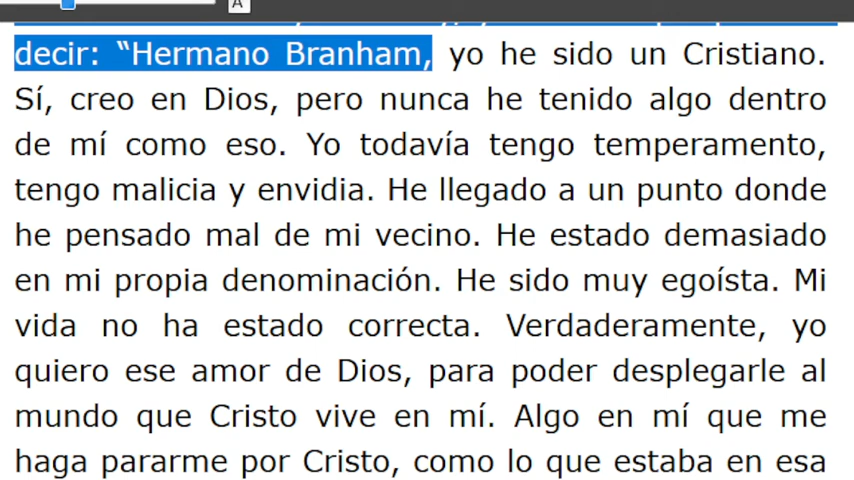 A
decir: “Hermano Branham, yo he sido un Cristiano.
Sí, creo en Dios, pero nunca he tenido algo dentro
de mí como eso. Yo todavía tengo temperamento,
tengo malicia y envidia. He llegado a un punto donde
he pensado mal de mi vecino. He estado demasiado
en mi propia denominación. He sido muy egoísta. Mi
vida no ha estado correcta. Verdaderamente, yo
quiero ese amor de Dios, para poder desplegarle al
mundo que Cristo vive en mí. Algo en mí que me
haga pararme por Cristo, como lo que estaba en esa